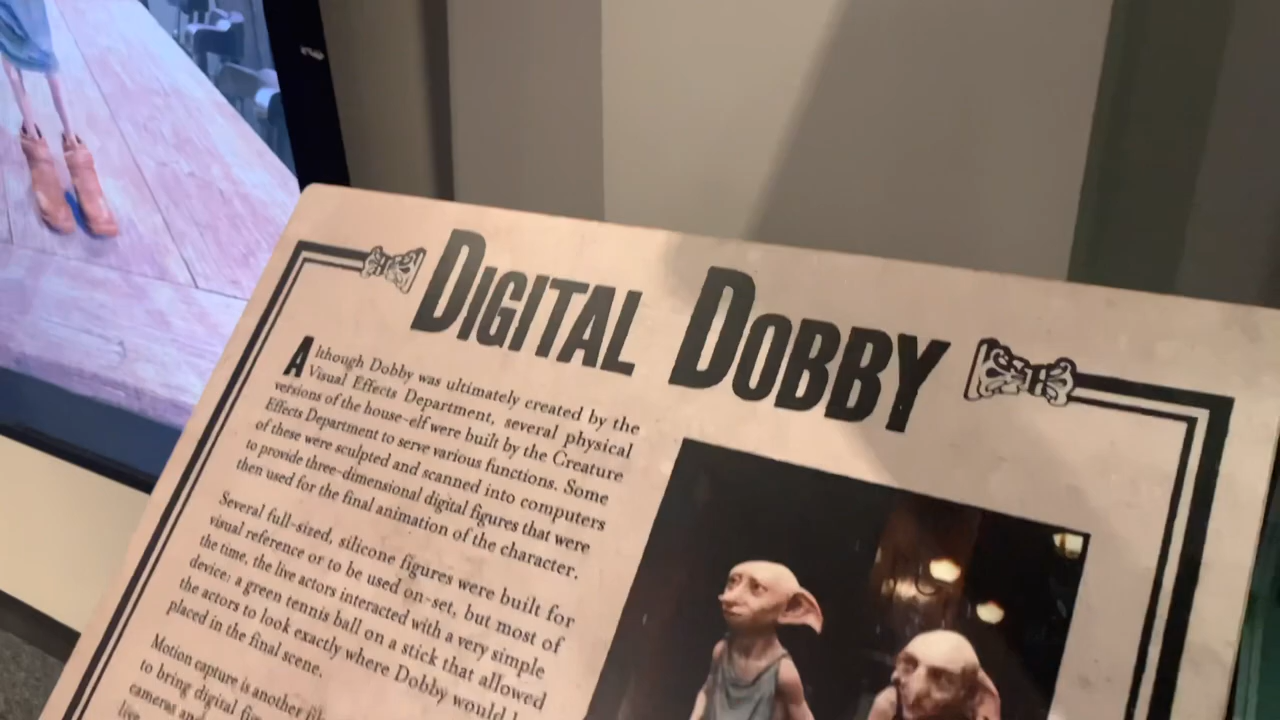 DIGITAL DOBBY
Although Dobby was ultimately created by the
Visual Effects Department, several physical
versions of the house-elf were built by the Creature
Effects Department to serve various functions. Some
of these were sculpted and scanned into computers
to provide three-dimensional digital figures that were
then used for the final animation of the character.
Several full-sized, silicone figures were built for
visual reference or to be used on-set, but most of
the time, the live actors interacted with a very simple
device: a green tennis ball on a stick that allowed
the actors to look exactly where Dobby would
placed in the final scene.
Motion capture is another
to bring digital
cameras
live